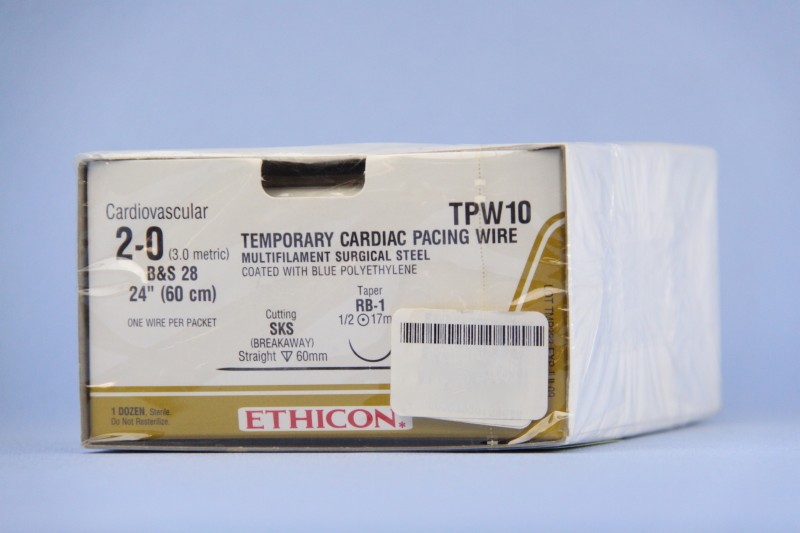 Cardiovascular
2-0 (3.0 metric)
B&S 28
24" (60 cm)
ONE WIRE PER PACKET
TPW10
TEMPORARY CARDIAC PACING WIRE
MULTIFILAMENT SURGICAL STEEL
COATED WITH BLUE POLYETHYLENE
Cutting
SKS
(BREAKAWAY)
Straight 60mm
Taper
RB-1
1/2 17m
1 DOZEN. Sterile.
Do Not Resterilize.
ETHICON*